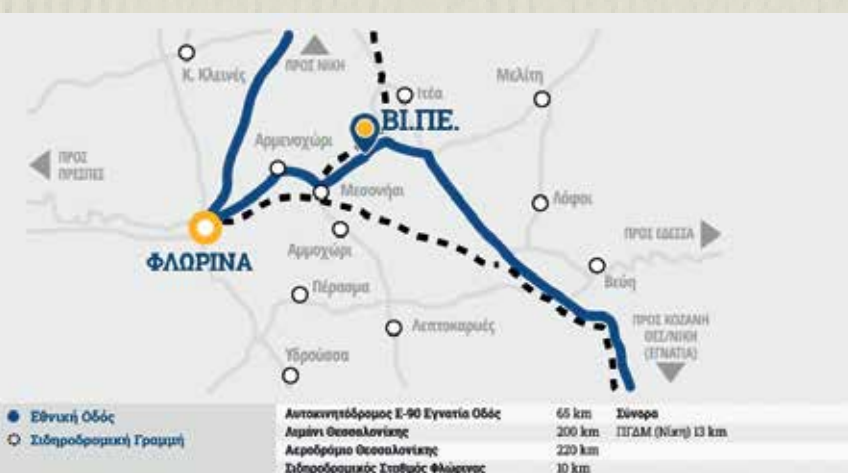 Κ. Κλεινές
ΠΡΟΣ ΝΙΚΗ
Μελίτη
Ιτέα
ΒΙ.ΠΕ.
Αρμενοχώρι
ΠΡΟΣ
ΠΡΕΣΠΕΣ
Μεσονήσι
Λόφοι
ΦΛΩΡΙΝΑ
Αμμοχώρι
ΠΡΟΣ ΕΔΕΣΣΑ
Βεύη
Πέρασμα
Λεπτοκαρυές
ΠΡΟΣ ΚΟΖΑΝΗ
ΘΕΣ/ΝΙΚΗ
(ΕΓΝΑΤΙΑ)
Υδρούσσα
Εθνική Οδός
Σιδηροδρομική Γραμμή
Αυτοκινητόδρομος Ε-90 Εγνατία Οδός 65 km Σύνορα
Λιμάνι Θεσσαλονίκης 200 km ΠΓΔΜ (Νίκη) 13 km
Αεροδρόμιο Θεσσαλονίκης 220 km
Σιδηροδρομικός Σταθμός Φλώρινας 10 km